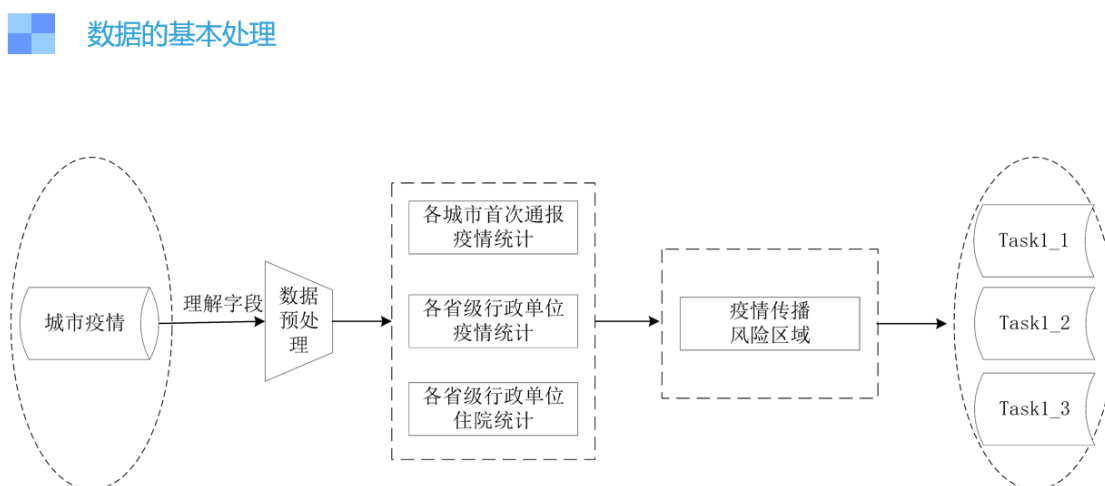 数据的基本处理
城市疫情
理解字段
数据
预处
理
各城市首次通报
疫情统计
各省级行政单位
疫情统计
各省级行政单位
住院统计
疫情传播
风险区域
Task1_1
Task1_2
Task1_3